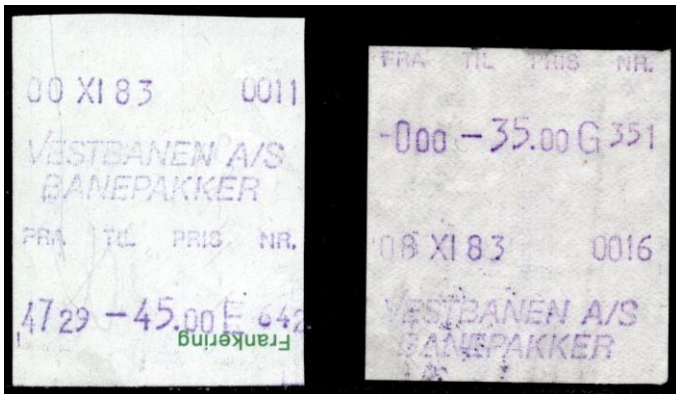 00 XI 83 0011
VESTBANEN A/S
BANEPAKKER
FRA TIL PRIS NR.
4729 -45.00 E 642
Frankering
FRA TIL PRIS NR.
-000 -35.00 G 351
08 XI 83 0016
VESTBANEN A/S
BANEPAKKER